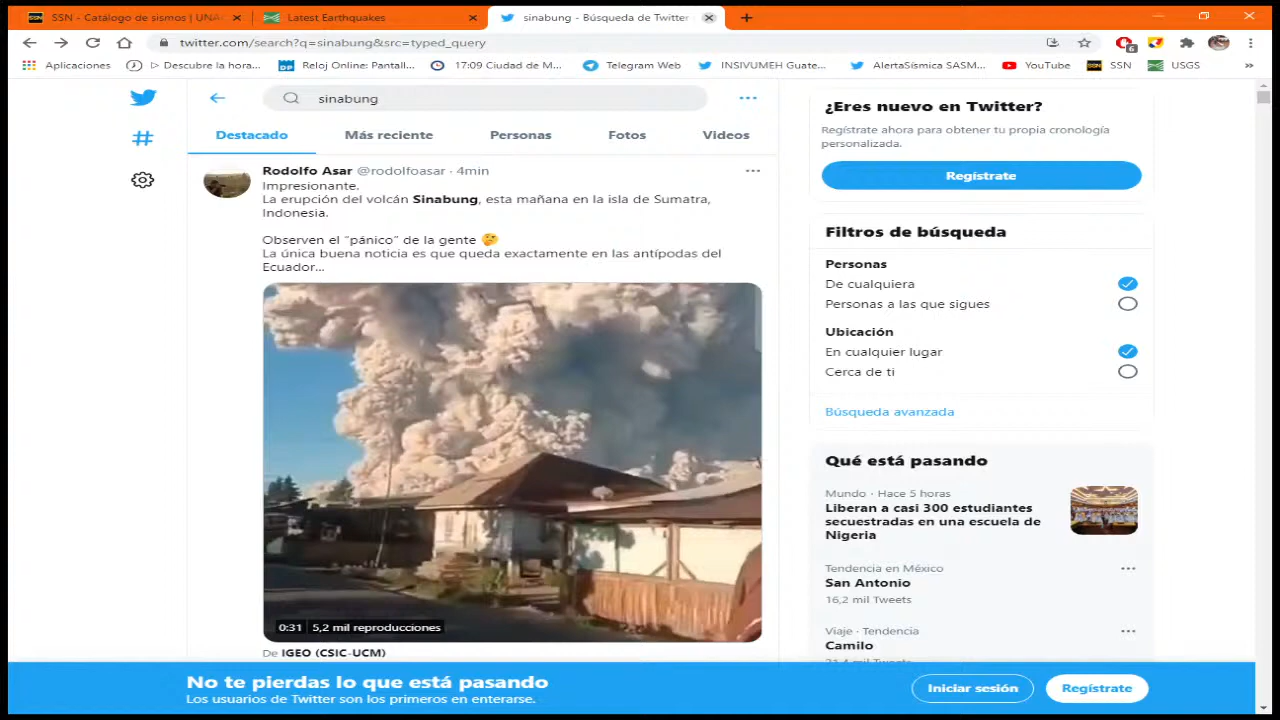 SSN - Catálogo de sismos | UNA
Latest Earthquakes
sinabung - Búsqueda de Twitter
twitter.com/search?q=sinabung&src=typed_query
6
Aplicaciones
▷ Descubre la hora...
Reloj Online: Pantall...
17:09 Ciudad de M...
Telegram Web
INSIVUMEH Guate...
AlertaSísmica SASM...
YouTube
SSN
USGS
»
sinabung
Destacado
Más reciente
Personas
Fotos
Videos
Rodolfo Asar @rodolfoasar · 4min
Impresionante.
La erupción del volcán Sinabung, esta mañana en la isla de Sumatra,
Indonesia.
Observen el “pánico” de la gente 🤔
La única buena noticia es que queda exactamente en las antípodas del
Ecuador...
0:31 | 5,2 mil reproducciones
De IGEO (CSIC-UCM)
¿Eres nuevo en Twitter?
Regístrate ahora para obtener tu propia cronología
personalizada.
Regístrate
Filtros de búsqueda
Personas
De cualquiera
Personas a las que sigues
Ubicación
En cualquier lugar
Cerca de ti
Búsqueda avanzada
Qué está pasando
Mundo · Hace 5 horas
Liberan a casi 300 estudiantes
secuestradas en una escuela de
Nigeria
Tendencia en México
San Antonio
16,2 mil Tweets
Viaje · Tendencia
Camilo
No te pierdas lo que está pasando
Los usuarios de Twitter son los primeros en enterarse.
Iniciar sesión
Regístrate